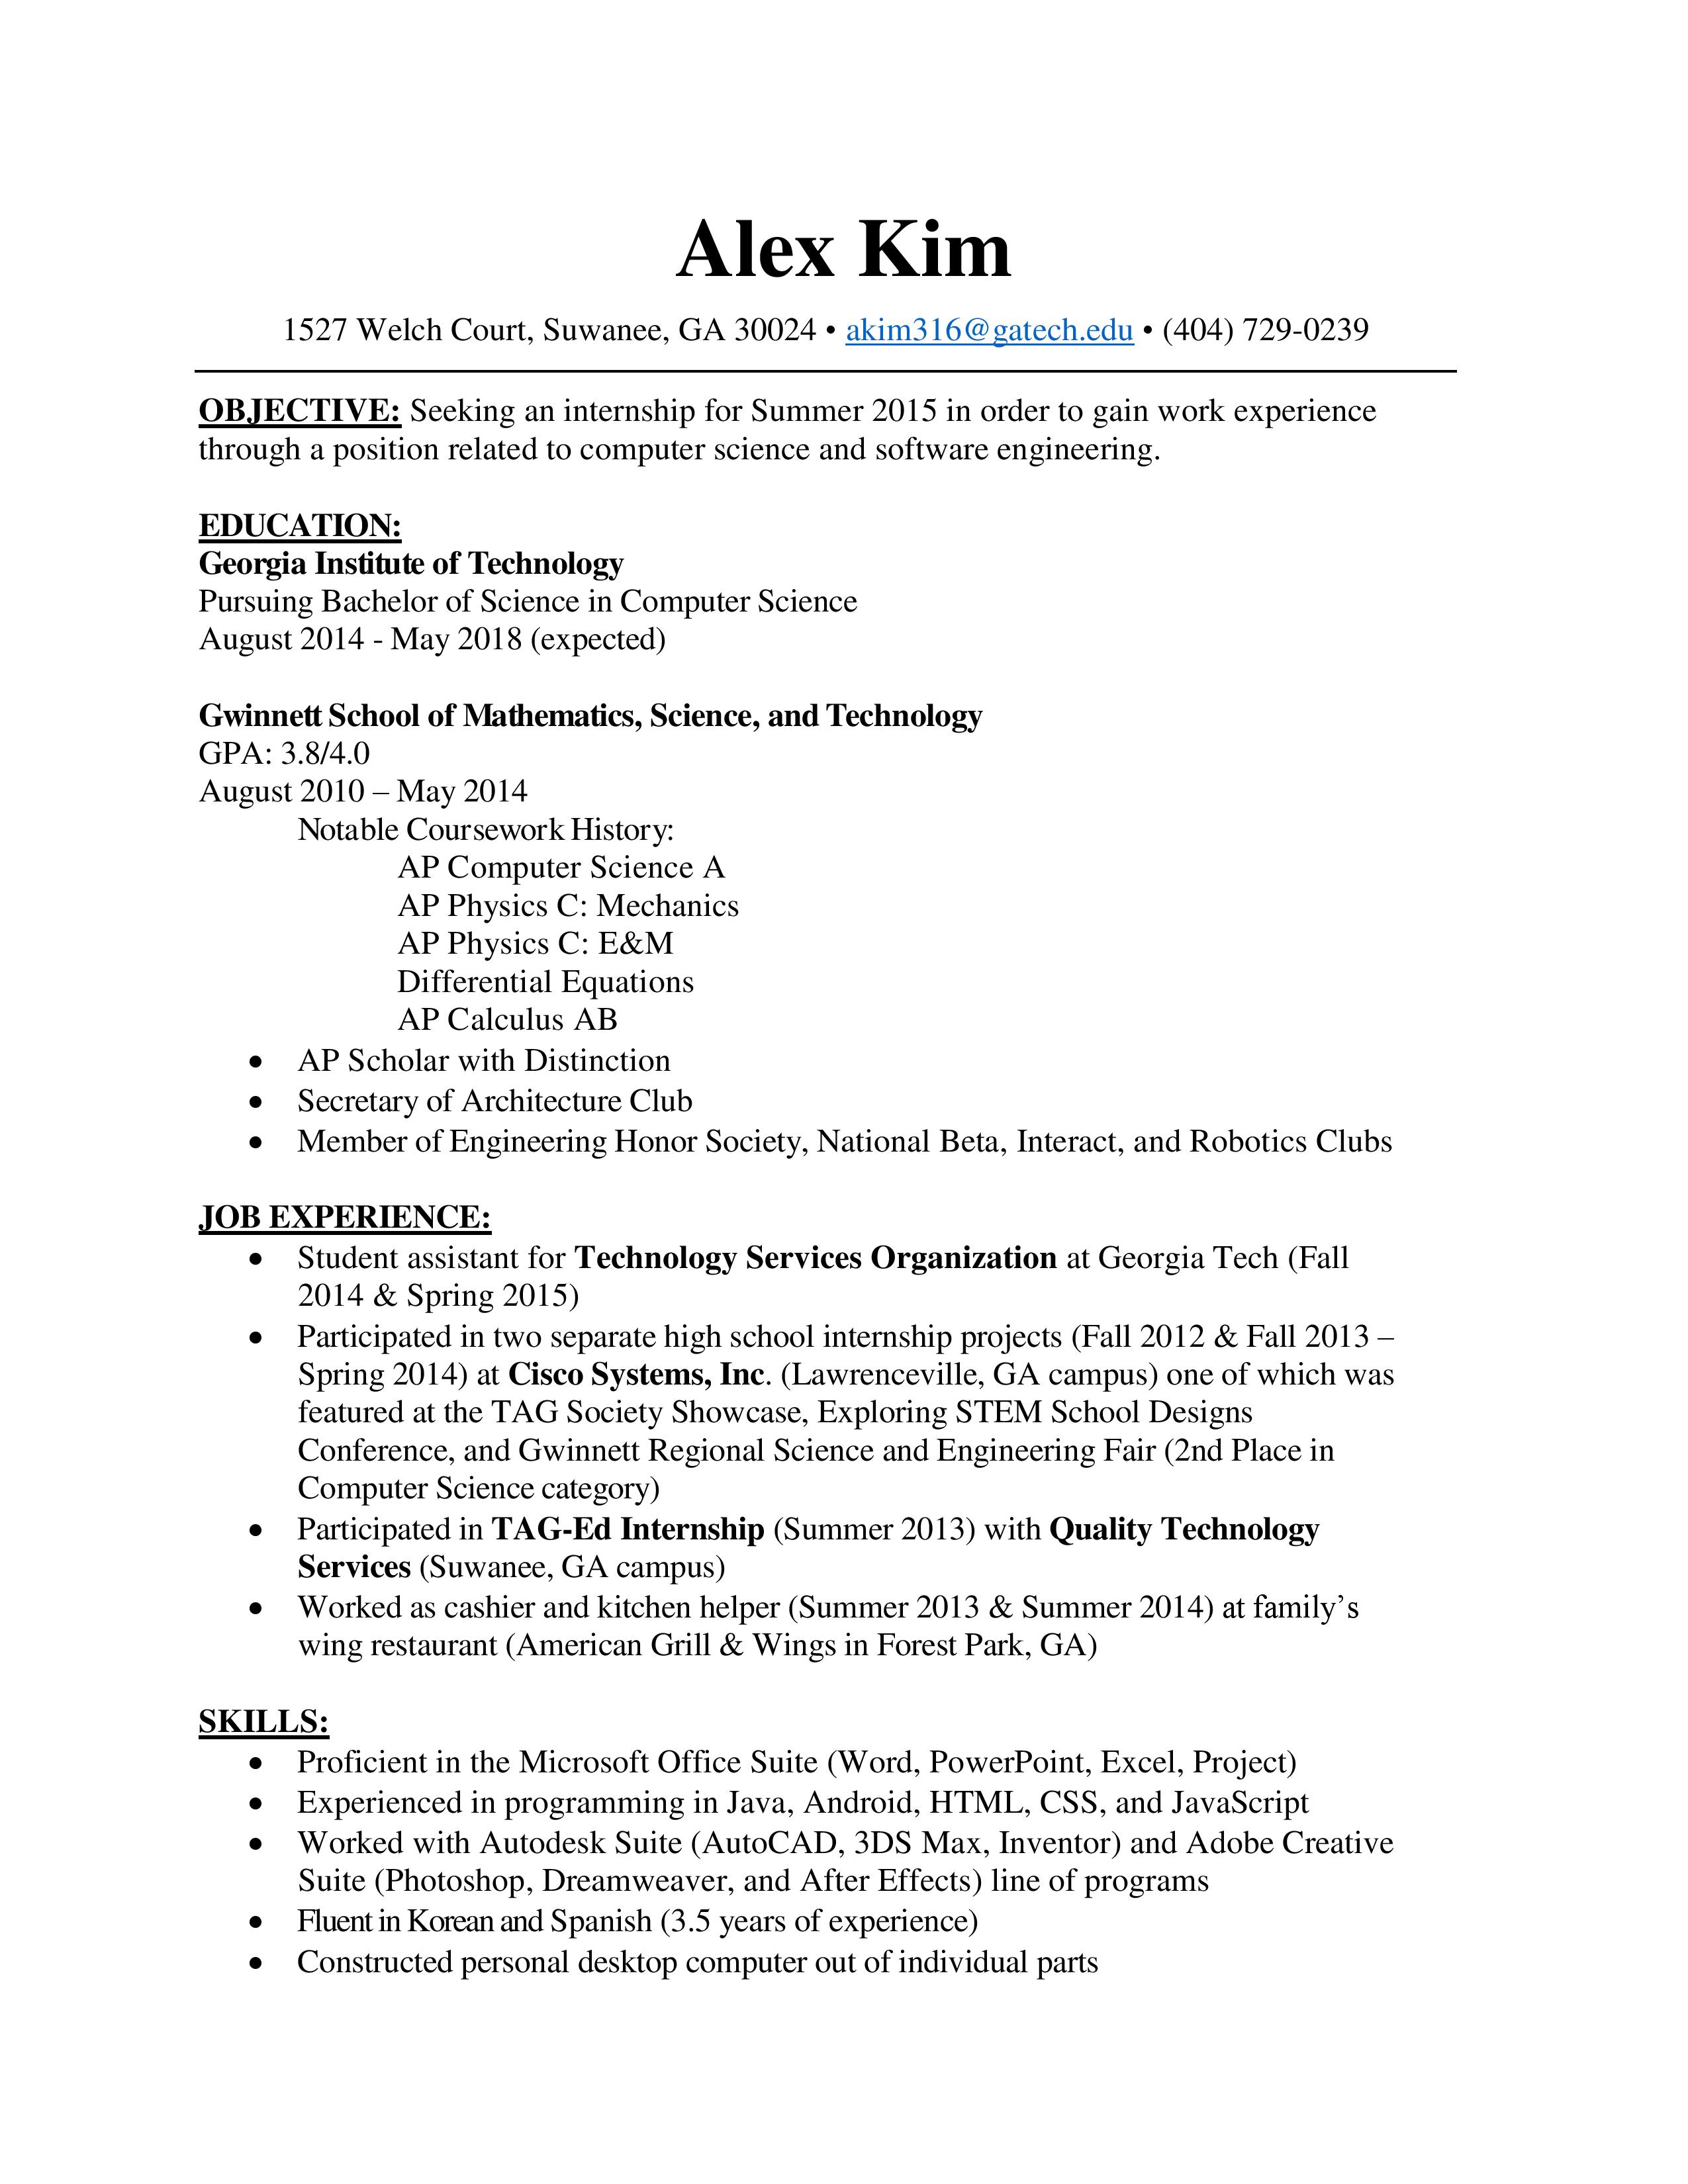 Alex Kim
1527 Welch Court, Suwanee, GA 30024 • akim316@gatech.edu • (404) 729-0239
OBJECTIVE: Seeking an internship for Summer 2015 in order to gain work experience
through a position related to computer science and software engineering.
EDUCATION:
Georgia Institute of Technology
Pursuing Bachelor of Science in Computer Science
August 2014 - May 2018 (expected)
Gwinnett School of Mathematics, Science, and Technology
GPA: 3.8/4.0
August 2010 – May 2014
Notable Coursework History:
AP Computer Science A
AP Physics C: Mechanics
AP Physics C: E&M
Differential Equations
AP Calculus AB
• AP Scholar with Distinction
• Secretary of Architecture Club
• Member of Engineering Honor Society, National Beta, Interact, and Robotics Clubs
JOB EXPERIENCE:
• Student assistant for Technology Services Organization at Georgia Tech (Fall
2014 & Spring 2015)
• Participated in two separate high school internship projects (Fall 2012 & Fall 2013 –
Spring 2014) at Cisco Systems, Inc. (Lawrenceville, GA campus) one of which was
featured at the TAG Society Showcase, Exploring STEM School Designs
Conference, and Gwinnett Regional Science and Engineering Fair (2nd Place in
Computer Science category)
• Participated in TAG-Ed Internship (Summer 2013) with Quality Technology
Services (Suwanee, GA campus)
• Worked as cashier and kitchen helper (Summer 2013 & Summer 2014) at family’s
wing restaurant (American Grill & Wings in Forest Park, GA)
SKILLS:
• Proficient in the Microsoft Office Suite (Word, PowerPoint, Excel, Project)
• Experienced in programming in Java, Android, HTML, CSS, and JavaScript
• Worked with Autodesk Suite (AutoCAD, 3DS Max, Inventor) and Adobe Creative
Suite (Photoshop, Dreamweaver, and After Effects) line of programs
• Fluent in Korean and Spanish (3.5 years of experience)
• Constructed personal desktop computer out of individual parts